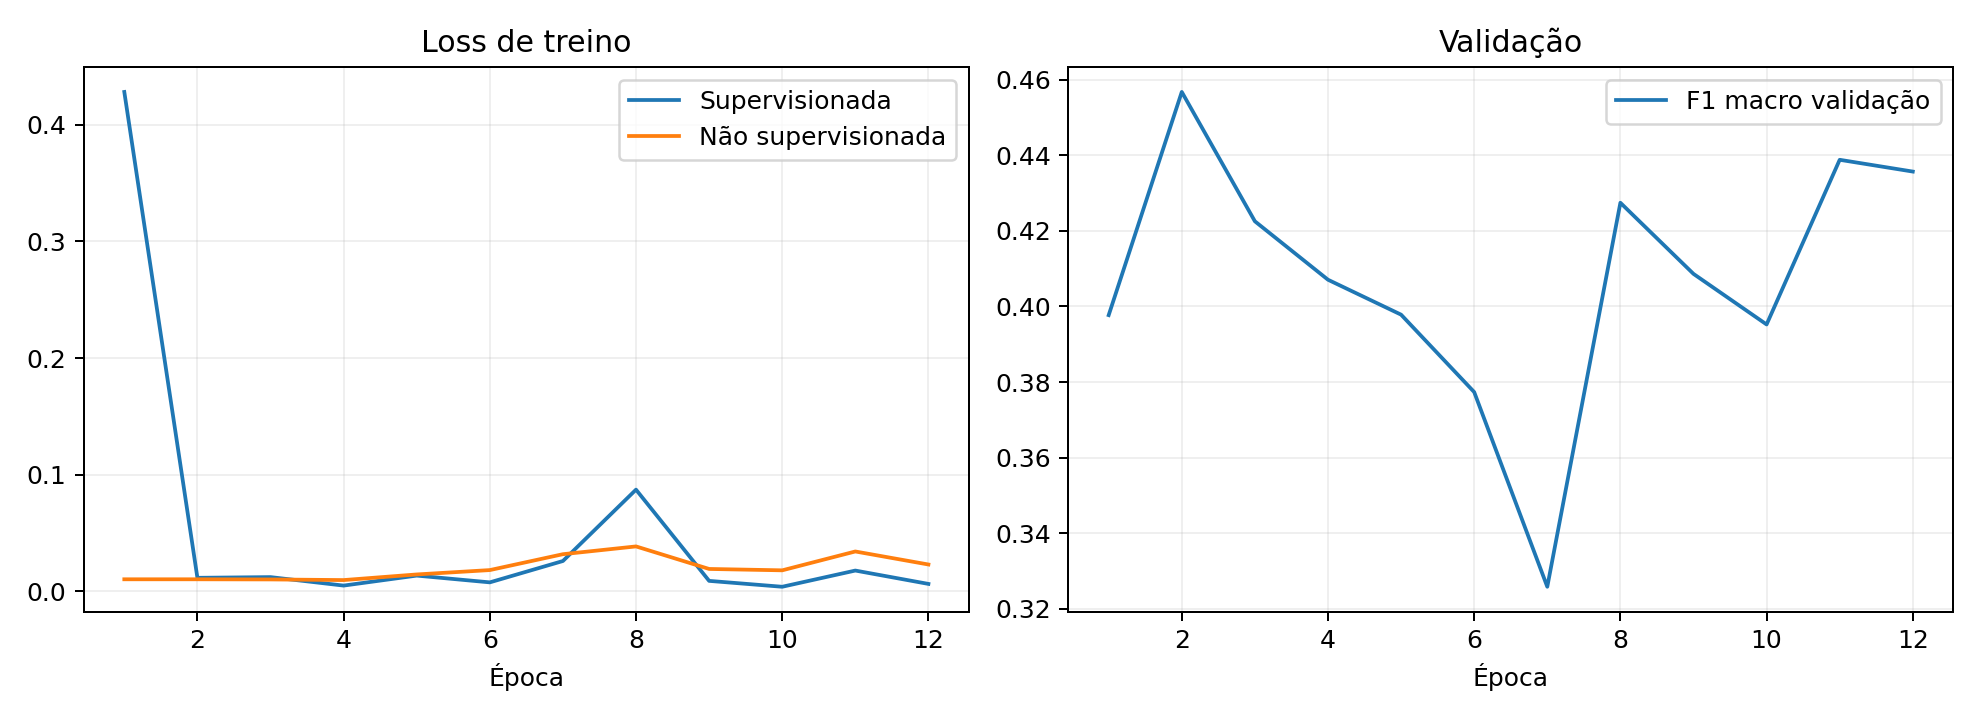 Loss de treino
Supervisionada
Não supervisionada
0.4
0.3
0.2
0.1
0.0
2 4 6 8 10 12
Época
Validação
F1 macro validação
0.46
0.44
0.42
0.40
0.38
0.36
0.34
0.32
2 4 6 8 10 12
Época